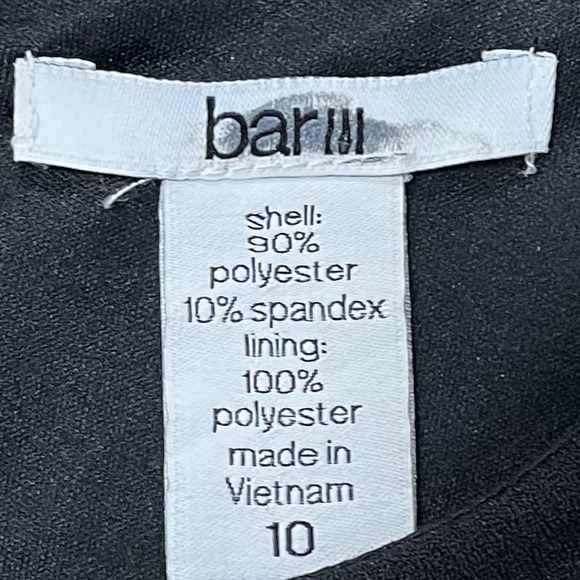 bar III
shell:
90%
polyester
10% spandex
lining:
100%
polyester
made in
Vietnam
10